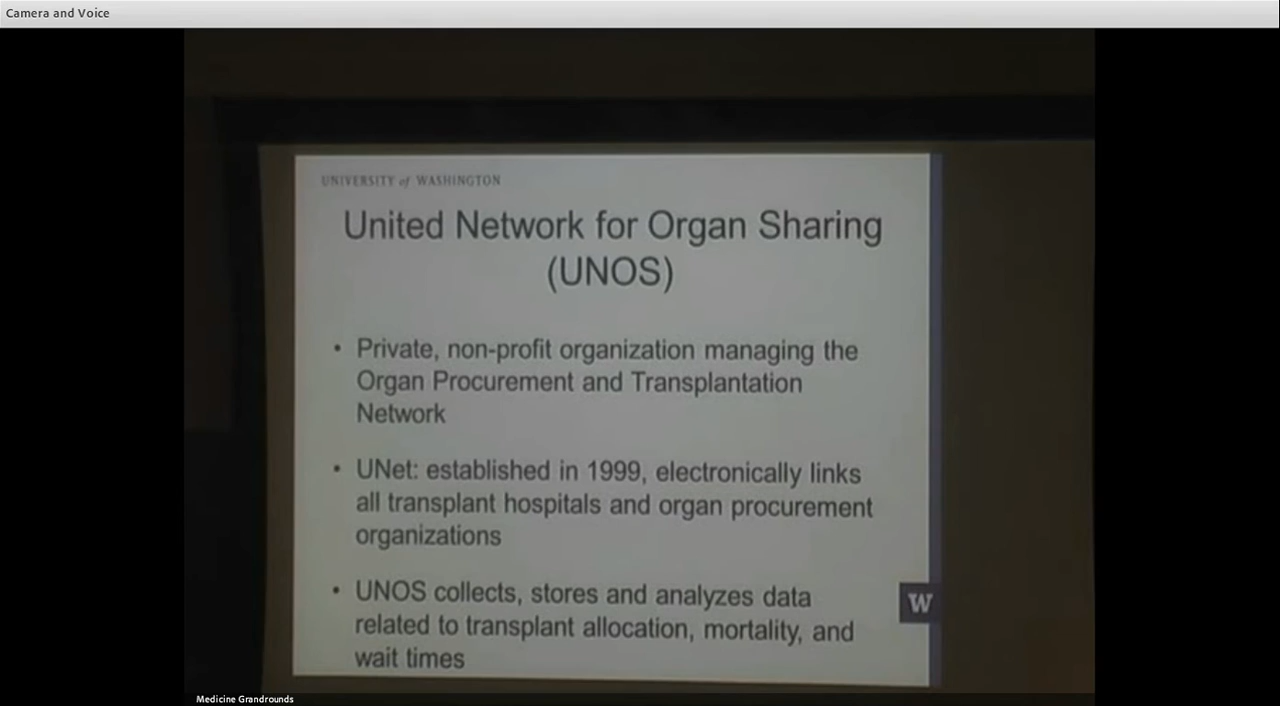 Camera and Voice
UNIVERSITY of WASHINGTON
United Network for Organ Sharing
(UNOS)
• Private, non-profit organization managing the
Organ Procurement and Transplantation
Network
• UNet: established in 1999, electronically links
all transplant hospitals and organ procurement
organizations
• UNOS collects, stores and analyzes data
related to transplant allocation, mortality, and
wait times
W
Medicine Grandrounds